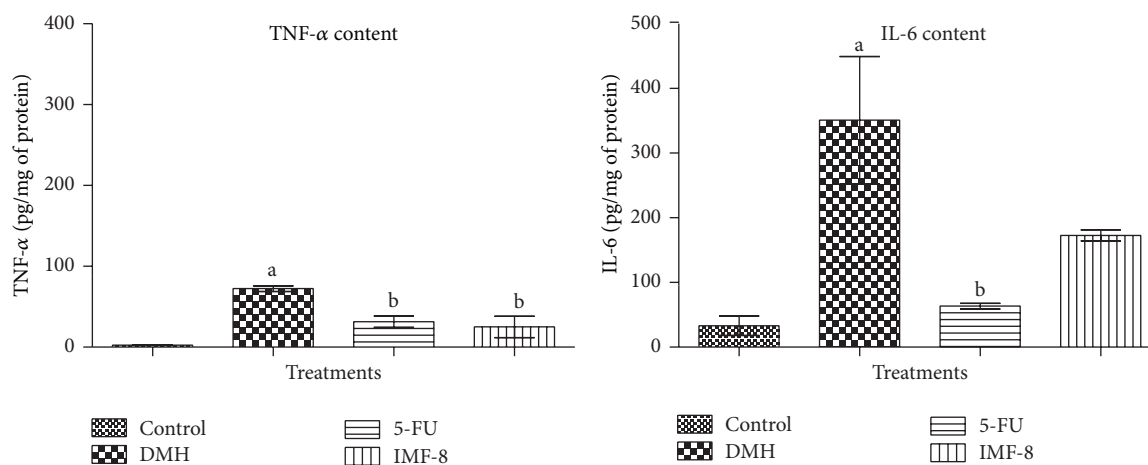 TNF-α content
TNF-α (pg/mg of protein)
400
300
200
100
0
a
b
b
Treatments
Control
DMH
5-FU
IMF-8
IL-6 content
IL-6 (pg/mg of protein)
500
400
300
200
100
0
a
b
Treatments
Control
DMH
5-FU
IMF-8